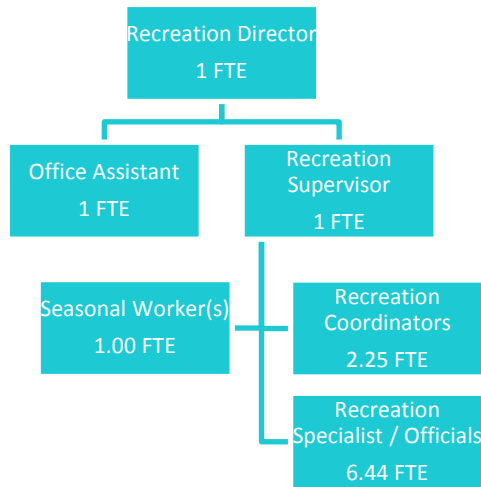 Recreation Director
1 FTE
Office Assistant
1 FTE
Recreation
Supervisor
1 FTE
Seasonal Worker(s)
1.00 FTE
Recreation
Coordinators
2.25 FTE
Recreation
Specialist / Officials
6.44 FTE